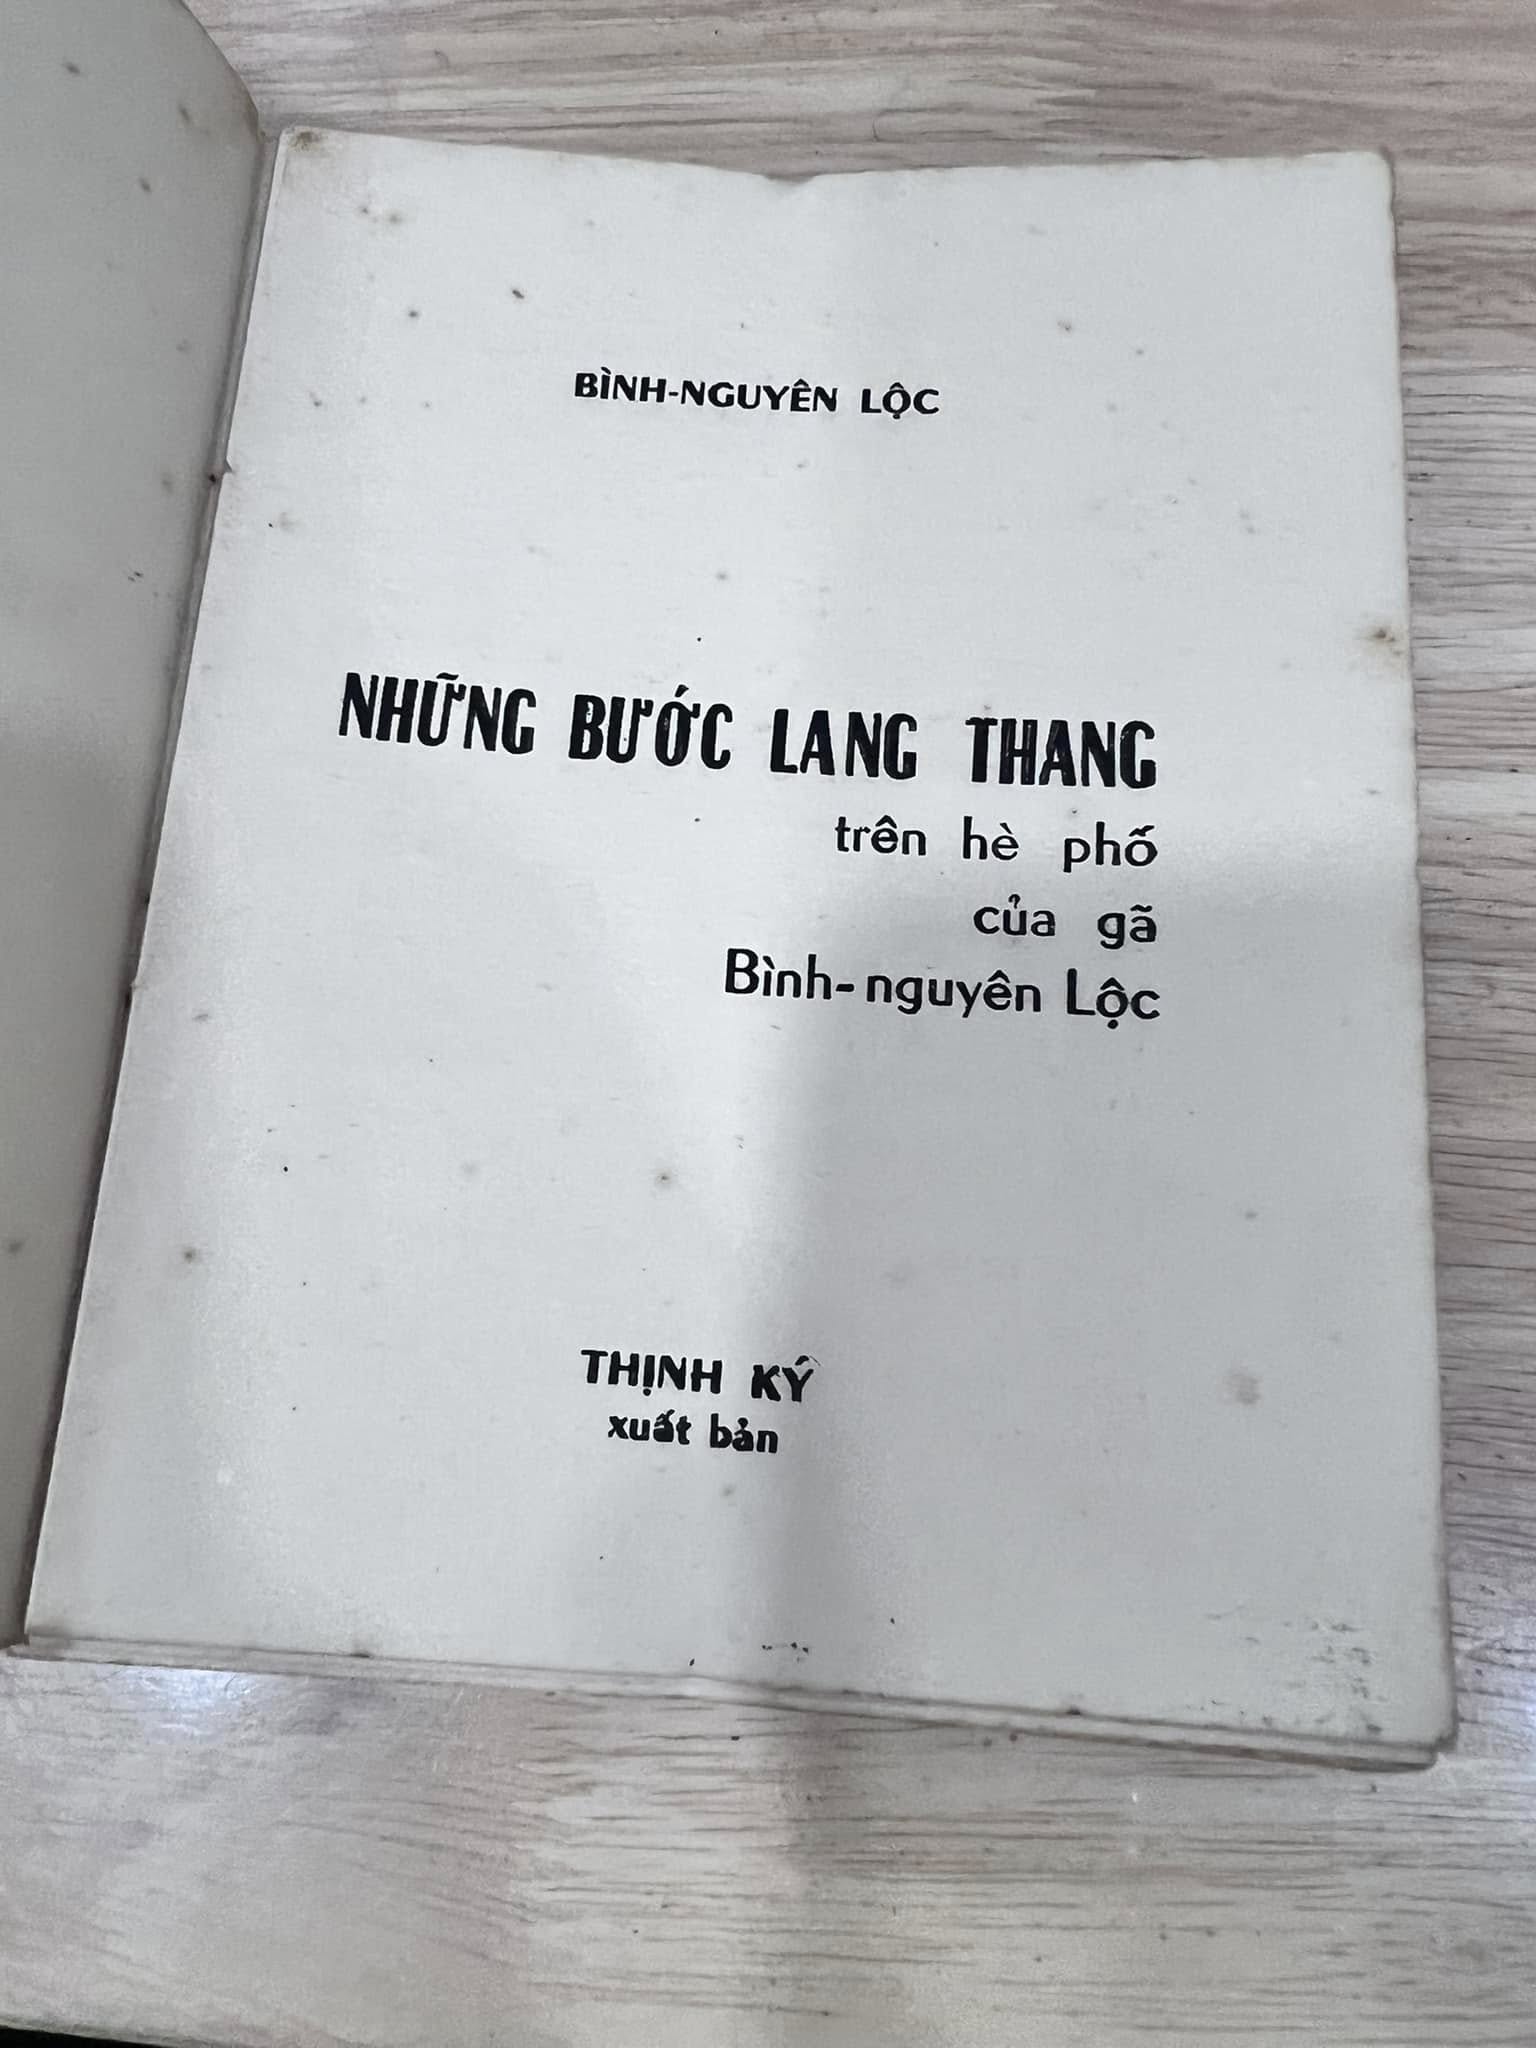 BÌNH-NGUYÊN LỘC
NHỮNG BƯỚC LANG THANG
trên hè phố
của gã
Bình-nguyên Lộc
THỊNH KÝ
xuất bản